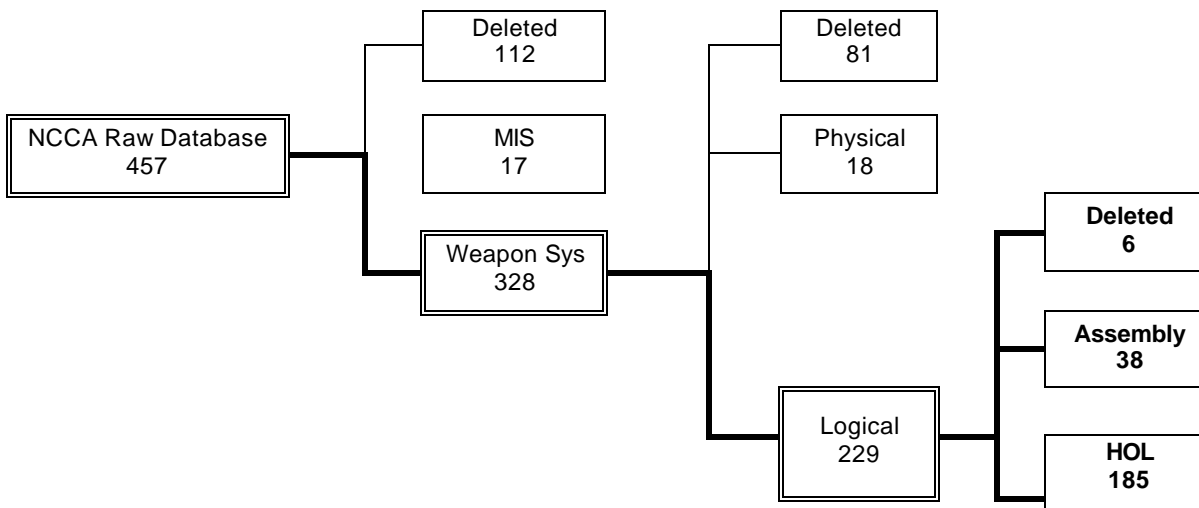 Deleted
112
Deleted
81
NCCA Raw Database
457
MIS
17
Physical
18
Deleted
6
Weapon Sys
328
Assembly
38
Logical
229
HOL
185